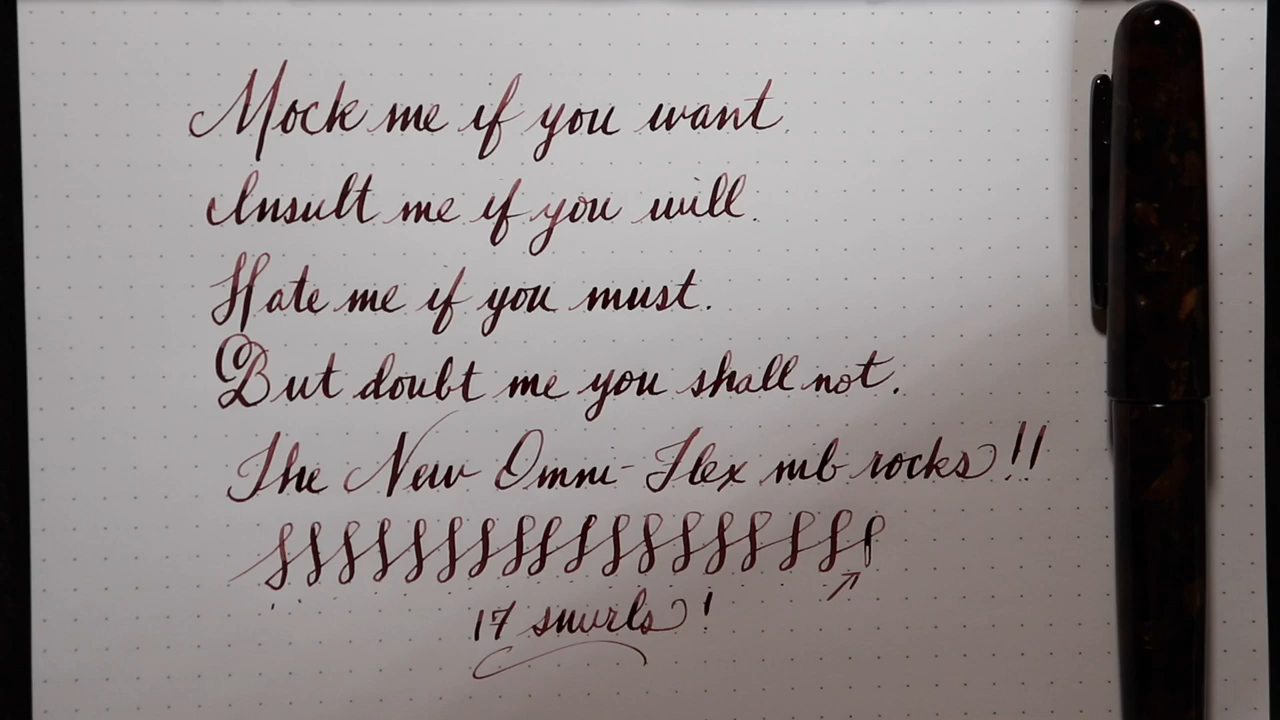 Mock me if you want.
Insult me if you will.
Hate me if you must.
But doubt me you shall not.
The New Omni-Flex nib rocks!!
17 swirls!